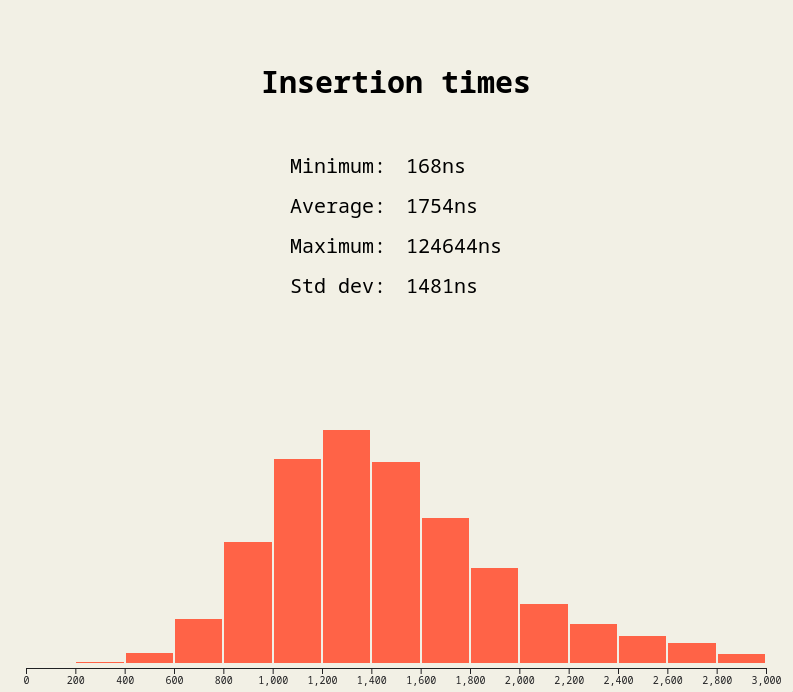 Insertion times
Minimum: 168ns
Average: 1754ns
Maximum: 124644ns
Std dev: 1481ns
0 200 400 600 800 1,000 1,200 1,400 1,600 1,800 2,000 2,200 2,400 2,600 2,800 3,000